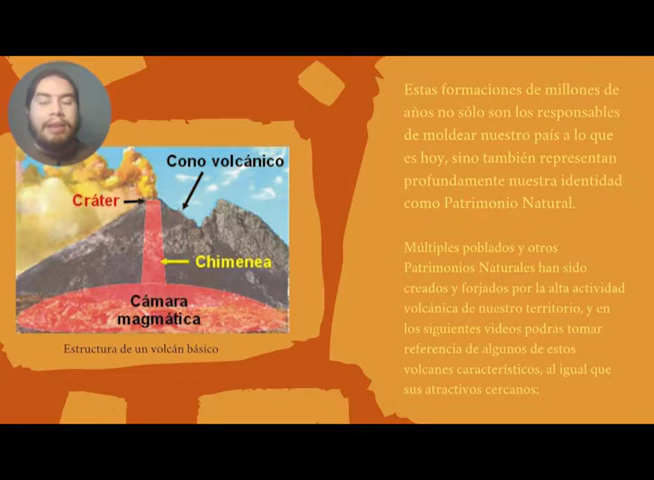 Cono volcánico
Cráter
Chimenea
Cámara
magmática
Estructura de un volcán básico
Estas formaciones de millones de
años no sólo son los responsables
de moldear nuestro país a lo que
es hoy, sino también representan
profundamente nuestra identidad
como Patrimonio Natural.
Múltiples poblados y otros
Patrimonios Naturales han sido
creados y forjados por la alta actividad
volcánica de nuestro territorio, y en
los siguientes videos podrás tomar
referencia de algunos de estos
volcanes característicos, al igual que
sus atractivos cercanos: